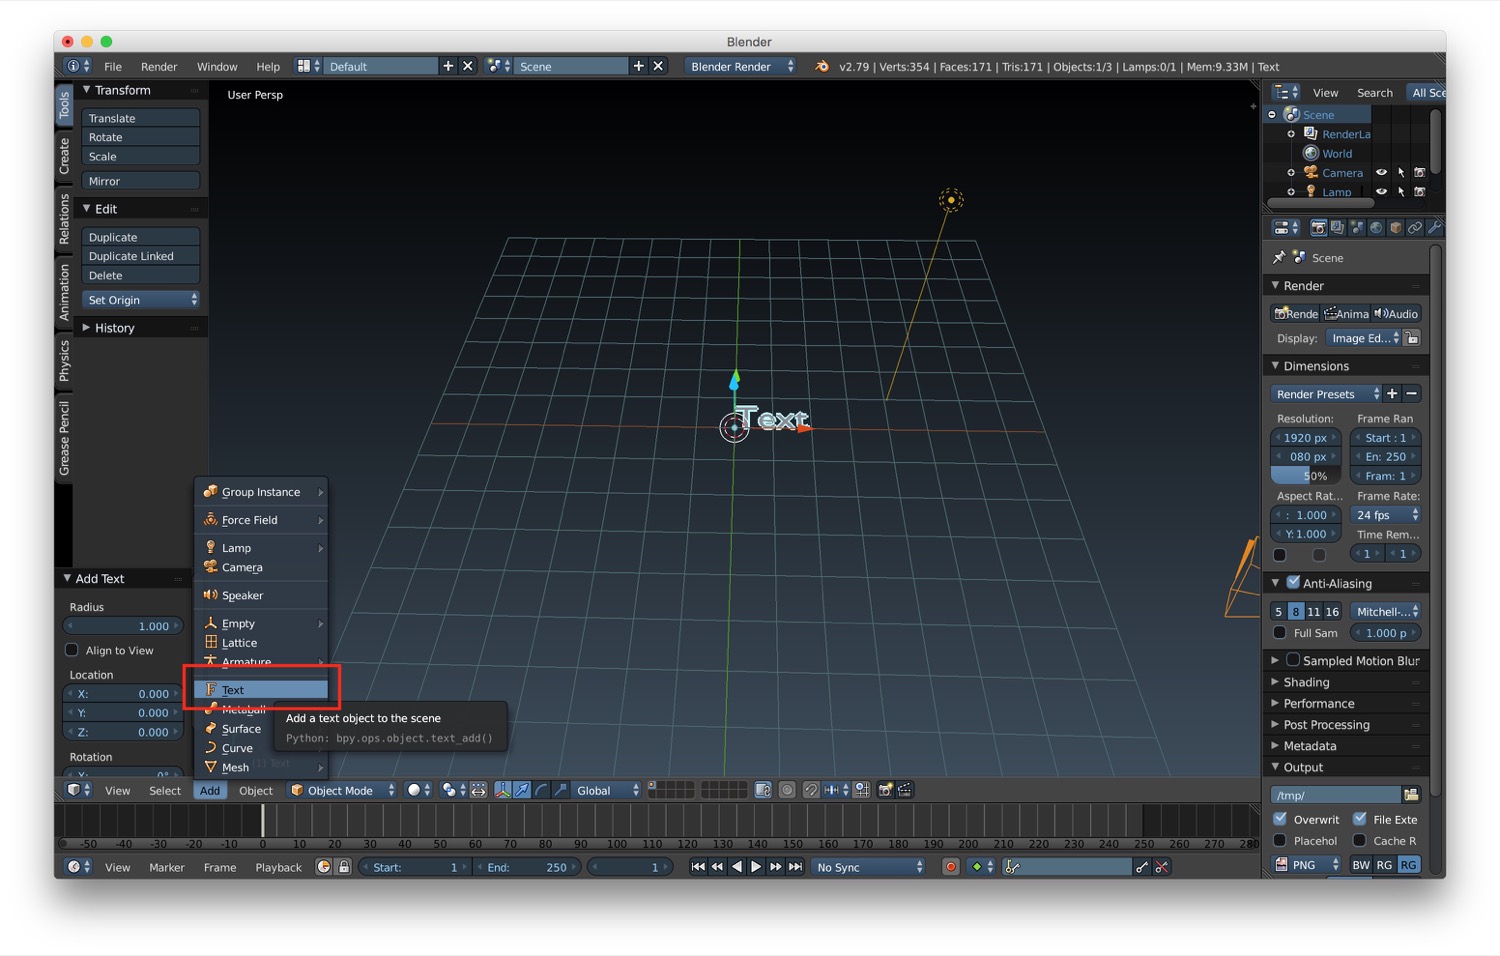 Blender
File Render Window Help Default Scene Blender Render v2.79 | Verts:354 | Faces:171 | Tris:171 | Objects:1/3 | Lamps:0/1 | Mem:9.33M | Text
Tools
Create
Relations
Animation
Physics
Grease Pencil
Transform
Translate
Rotate
Scale
Mirror
Edit
Duplicate
Duplicate Linked
Delete
Set Origin
History
Add Text
Radius
1.000
Align to View
Location
X: 0.000
Y: 0.000
Z: 0.000
Rotation
X: 0°
User Persp
Text
Group Instance
Force Field
Lamp
Camera
Speaker
Empty
Lattice
Armature
Text
Metaball
Surface
Curve
Mesh
Add a text object to the scene
Python: bpy.ops.object.text_add()
(1) Text
View Select Add Object Object Mode Global
-50 -40 -30 -20 -10 0 10 20 30 40 50 60 70 80 90 100 110 120 130 140 150 160 170 180 190 200 210 220 230 240 250 260 270 280
View Marker Frame Playback Start: 1 End: 250 1 No Sync
View Search All Sce
Scene
RenderLa
World
Camera
Lamp
Scene
Render
Rende Anima Audio
Display: Image Ed...
Dimensions
Render Presets
Resolution: Frame Ran
1920 px Start : 1
080 px En: 250
50% Fram: 1
Aspect Rat... Frame Rate:
: 1.000 24 fps
Y: 1.000 Time Rem...
1 1
Anti-Aliasing
5 8 11 16 Mitchell-...
Full Sam 1.000 p
Sampled Motion Blur
Shading
Performance
Post Processing
Metadata
Output
/tmp/
Overwrit File Exte
Placehol Cache R
PNG BW RG RG